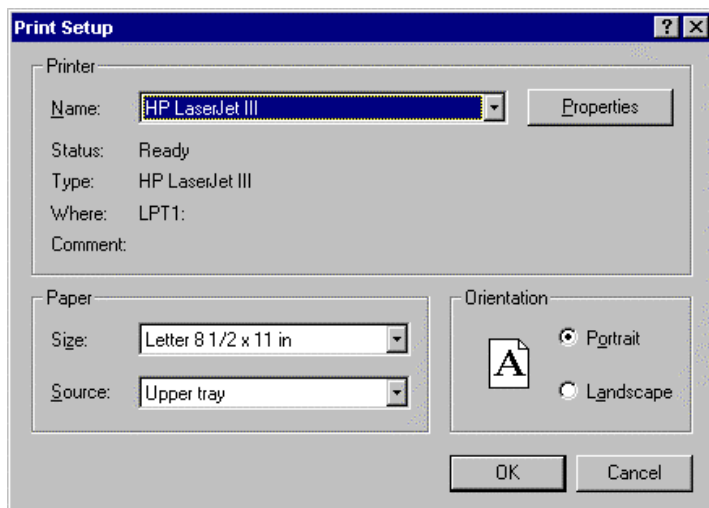 Print Setup
Printer
Name: HP LaserJet III Properties
Status: Ready
Type: HP LaserJet III
Where: LPT1:
Comment:
Paper
Size: Letter 8 1/2 x 11 in
Source: Upper tray
Orientation
A
Portrait
Landscape
OK Cancel